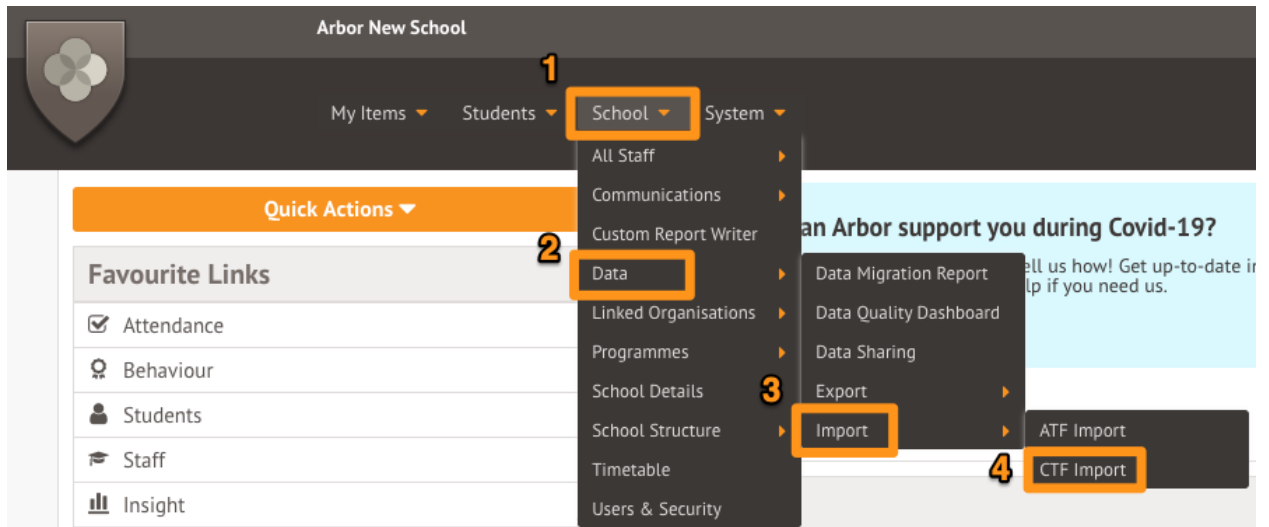 Arbor New School
1
My Items Students School System
All Staff
Communications
Custom Report Writer
2
Data
Linked Organisations
Programmes
School Details
School Structure
Timetable
Users & Security
Data Migration Report
Data Quality Dashboard
Data Sharing
3
Export
Import
ATF Import
4
CTF Import
Quick Actions
Favourite Links
Attendance
Behaviour
Students
Staff
Insight
an Arbor support you during Covid-19?
ell us how! Get up-to-date
lp if you need us.